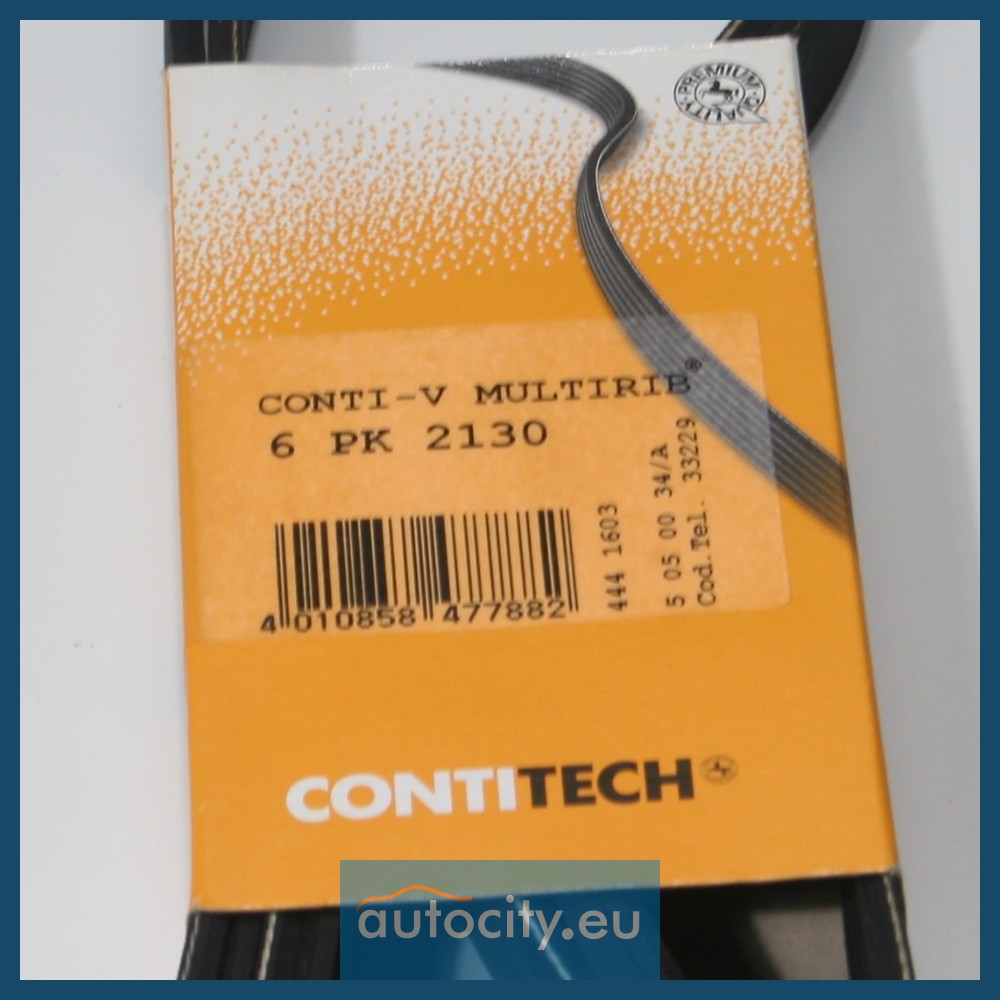 PREMIUM · QUALITY ·
CONTI-V MULTIRIB®
6 PK 2130
4 010858 477882
444 1603
5 05 00 34/A
Cod.Tel. 33229
CONTITECH
autocity.eu